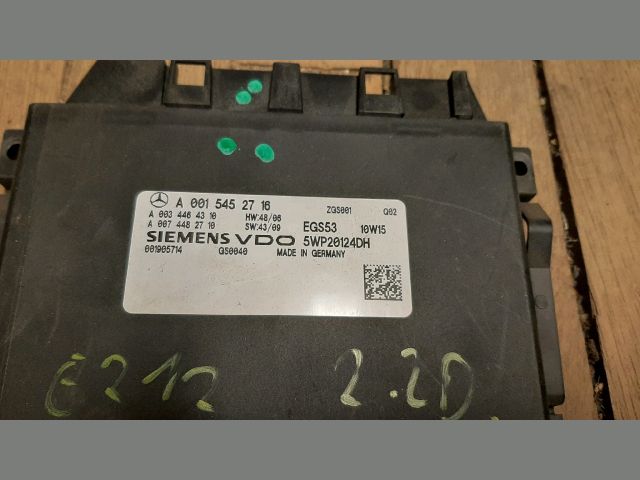 A 001 545 27 16 ZGS001 Q02
A 003 446 43 10 HW:48/06
A 007 448 27 10 SW:43/09 EGS53 10W15
SIEMENS VDO 5WP20124DH
001905714 GS0040 MADE IN GERMANY
E212 2.2D.